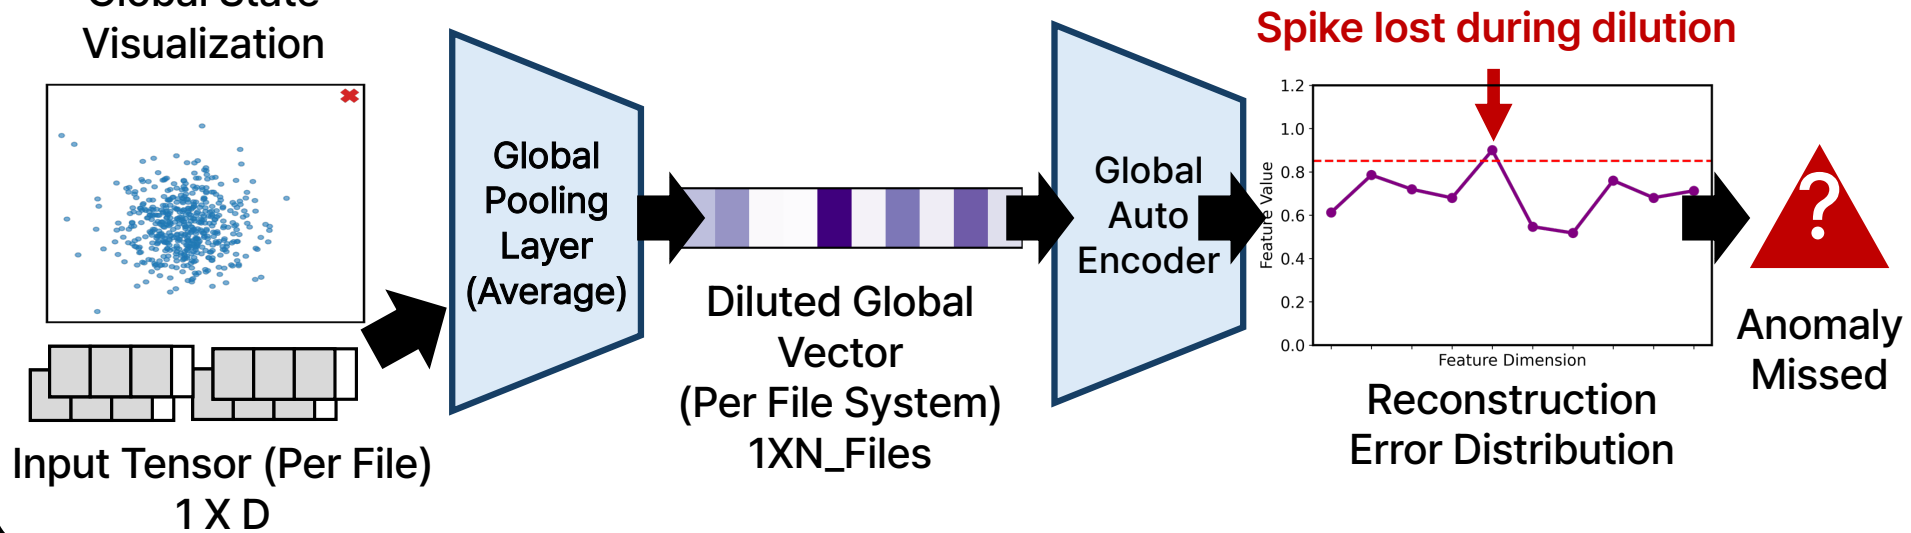 Global State
Visualization
Input Tensor (Per File)
1 X D
Global
Pooling
Layer
(Average)
Diluted Global
Vector
(Per File System)
1XN_Files
Global
Auto
Encoder
Spike lost during dilution
1.2
1.0
0.8
0.6
0.4
0.2
0.0
Feature Value
Feature Dimension
Reconstruction
Error Distribution
?
Anomaly
Missed